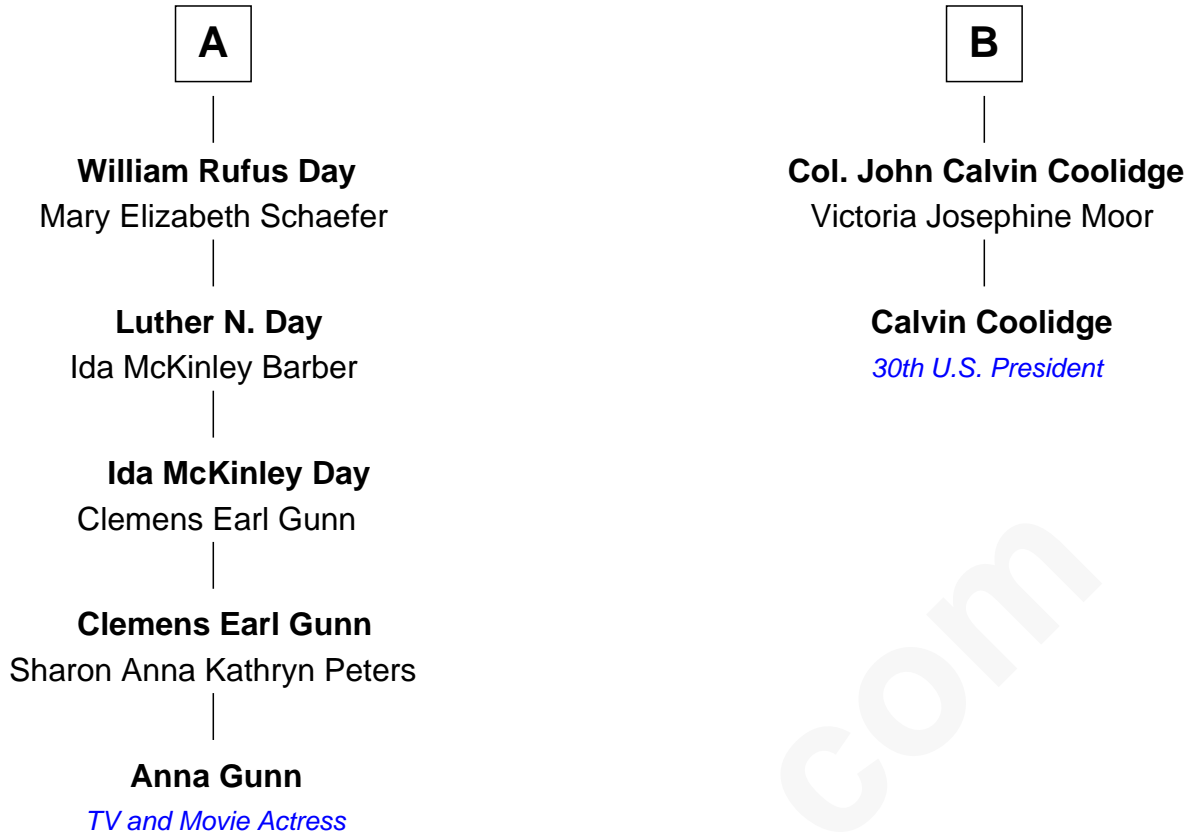 A
William Rufus Day
Mary Elizabeth Schaefer
Luther N. Day
Ida McKinley Barber
Ida McKinley Day
Clemens Earl Gunn
Clemens Earl Gunn
Sharon Anna Kathryn Peters
Anna Gunn
TV and Movie Actress
B
Col. John Calvin Coolidge
Victoria Josephine Moor
Calvin Coolidge
30th U.S. President
com